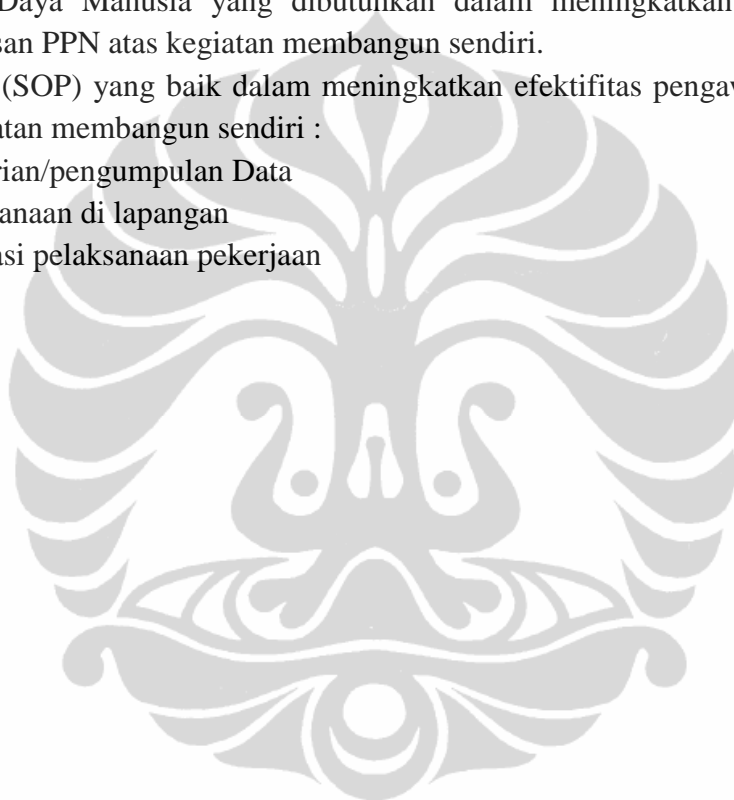 Daya Manusia yang dibutuhkan dalam meningkatkan
san PPN atas kegiatan membangun sendiri.
(SOP) yang baik dalam meningkatkan efektifitas pengaw
atan membangun sendiri :
rian/pengumpulan Data
anaan di lapangan
asi pelaksanaan pekerjaan